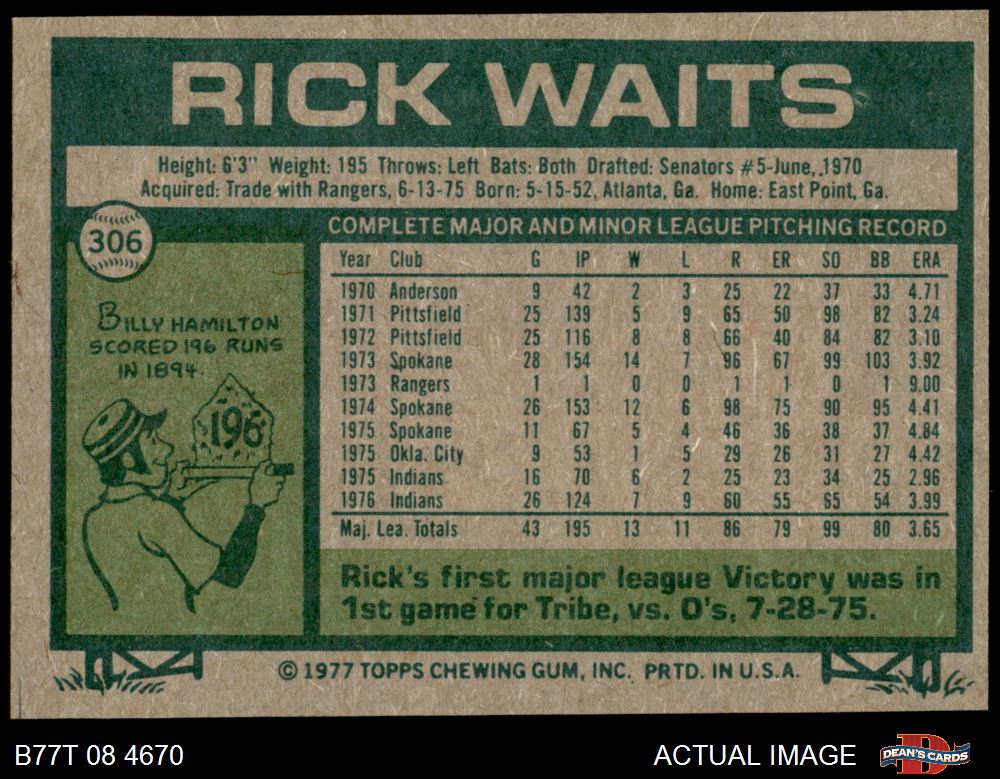 RICK WAITS
Height: 6'3" Weight: 195 Throws: Left Bats: Both Drafted: Senators #5-June, 1970
Acquired: Trade with Rangers, 6-13-75 Born: 5-15-52, Atlanta, Ga. Home: East Point, Ga.
306
BILLY HAMILTON
SCORED 196 RUNS
IN 1894.
196
COMPLETE MAJOR AND MINOR LEAGUE PITCHING RECORD
Year Club G IP W L R ER SO BB ERA
1970 Anderson 9 42 2 3 25 22 37 33 4.71
1971 Pittsfield 25 139 5 9 65 50 98 82 3.24
1972 Pittsfield 25 116 8 8 66 40 84 82 3.10
1973 Spokane 28 154 14 7 96 67 99 103 3.92
1973 Rangers 1 1 0 0 1 1 0 1 9.00
1974 Spokane 26 153 12 6 98 75 90 95 4.41
1975 Spokane 11 67 5 4 46 36 38 37 4.84
1975 Okla. City 9 53 1 5 29 26 31 27 4.42
1975 Indians 16 70 6 2 25 23 34 25 2.96
1976 Indians 26 124 7 9 60 55 65 54 3.99
Maj. Lea. Totals 43 195 13 11 86 79 99 80 3.65
Rick's first major league Victory was in
1st game for Tribe, vs. O's, 7-28-75.
© 1977 TOPPS CHEWING GUM, INC. PRTD. IN U.S.A.
B77T 08 4670 ACTUAL IMAGE DEAN'S CARDS